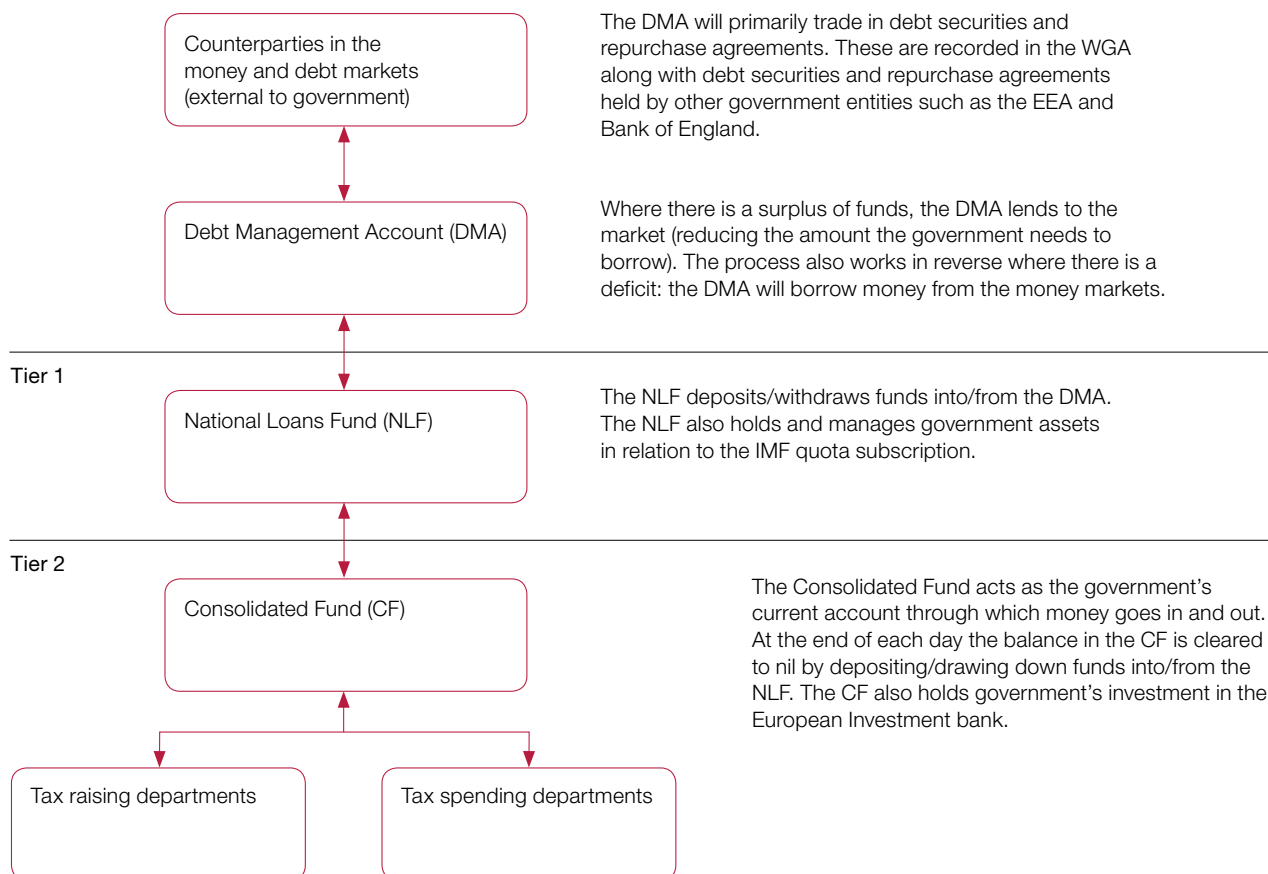 Counterparties in the
money and debt markets
(external to government)
The DMA will primarily trade in debt securities and
repurchase agreements. These are recorded in the WGA
along with debt securities and repurchase agreements
held by other government entities such as the EEA and
Bank of England.
Debt Management Account (DMA)
Where there is a surplus of funds, the DMA lends to the
market (reducing the amount the government needs to
borrow). The process also works in reverse where there is a
deficit: the DMA will borrow money from the money markets.
Tier 1
National Loans Fund (NLF)
The NLF deposits/withdraws funds into/from the DMA.
The NLF also holds and manages government assets
in relation to the IMF quota subscription.
Tier 2
Consolidated Fund (CF)
The Consolidated Fund acts as the government's
current account through which money goes in and out.
At the end of each day the balance in the CF is cleared
to nil by depositing/drawing down funds into/from the
NLF. The CF also holds government's investment in the
European Investment bank.
Tax raising departments
Tax spending departments